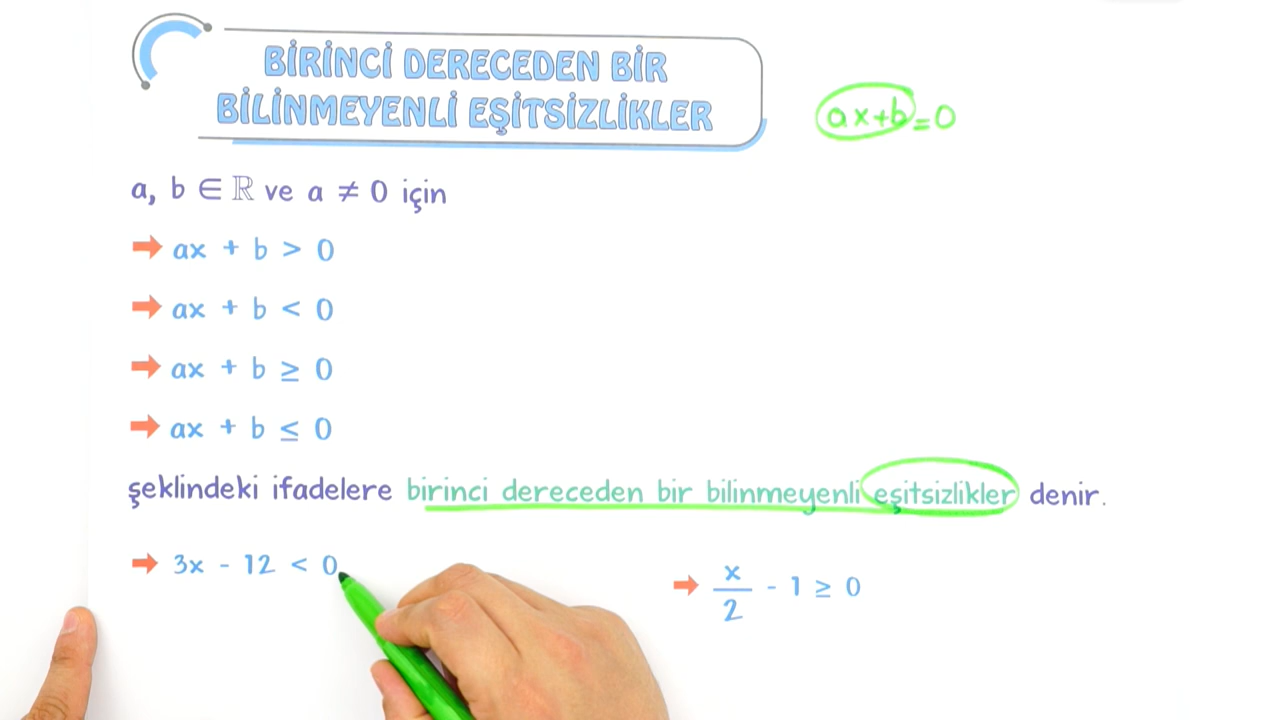 BİRİNCİ DERECEDEN BİR
BİLİNMEYENLİ EŞİTSİZLİKLER
ax+b=0
a, b ∈ ℝ ve a ≠ 0 için
ax + b > 0
ax + b < 0
ax + b ≥ 0
ax + b ≤ 0
şeklindeki ifadelere birinci dereceden bir bilinmeyenli eşitsizlikler denir.
3x - 12 < 0
x/2 - 1 ≥ 0